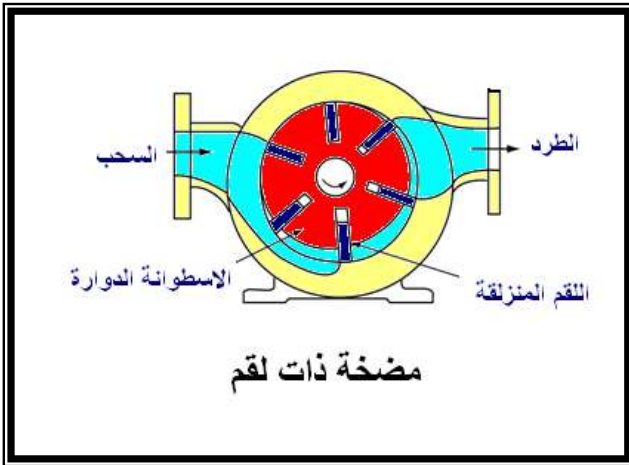 الطرد
السحب
الاسطوانة الدوارة
اللقم المنزلقة
مضخة ذات لقم